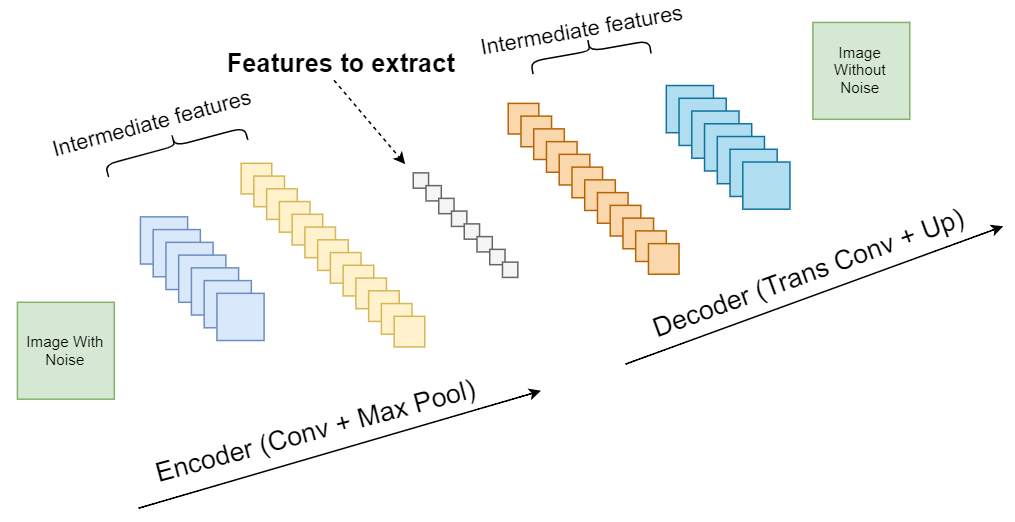 Intermediate features
Features to extract
Intermediate features
Image
Without
Noise
Image With
Noise
Encoder (Conv + Max Pool)
Decoder (Trans Conv + Up)